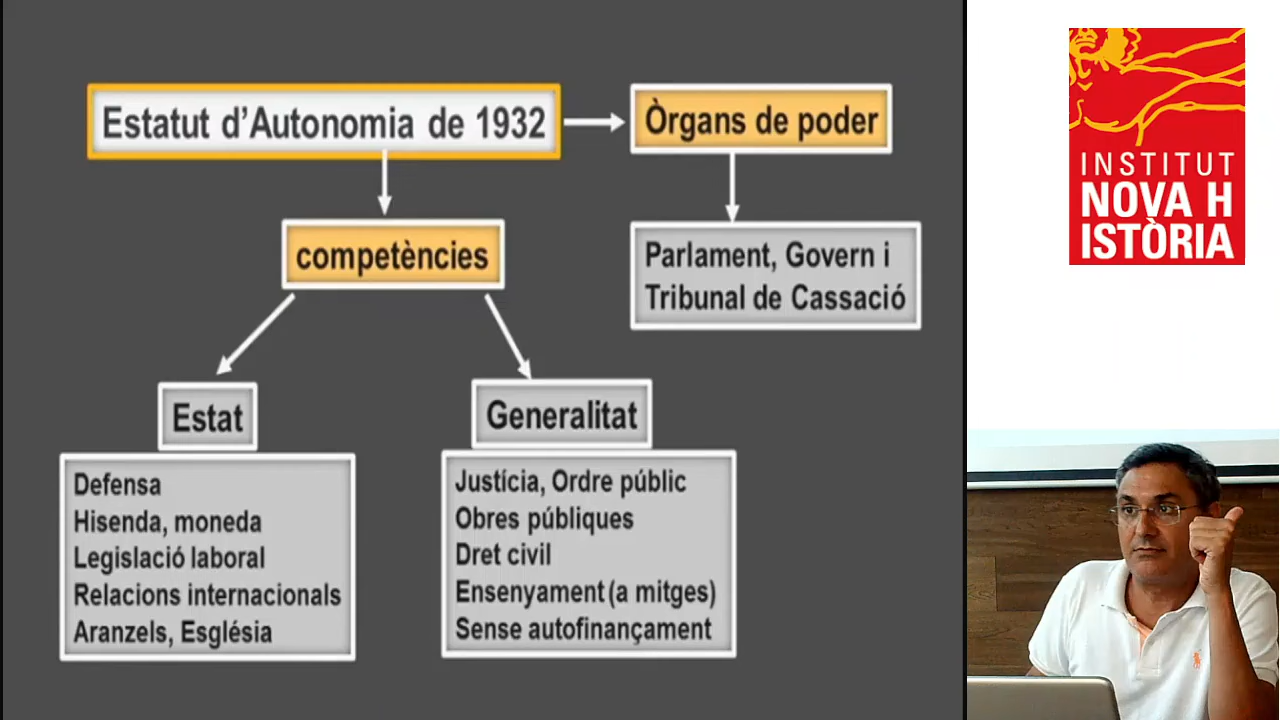 Estatut d'Autonomia de 1932
Òrgans de poder
competències
Parlament, Govern i
Tribunal de Cassació
Estat
Generalitat
Defensa
Hisenda, moneda
Legislació laboral
Relacions internacionals
Aranzels, Església
Justícia, Ordre públic
Obres públiques
Dret civil
Ensenyament (a mitges)
Sense autofinançament
INSTITUT
NOVA H
ISTÒRIA